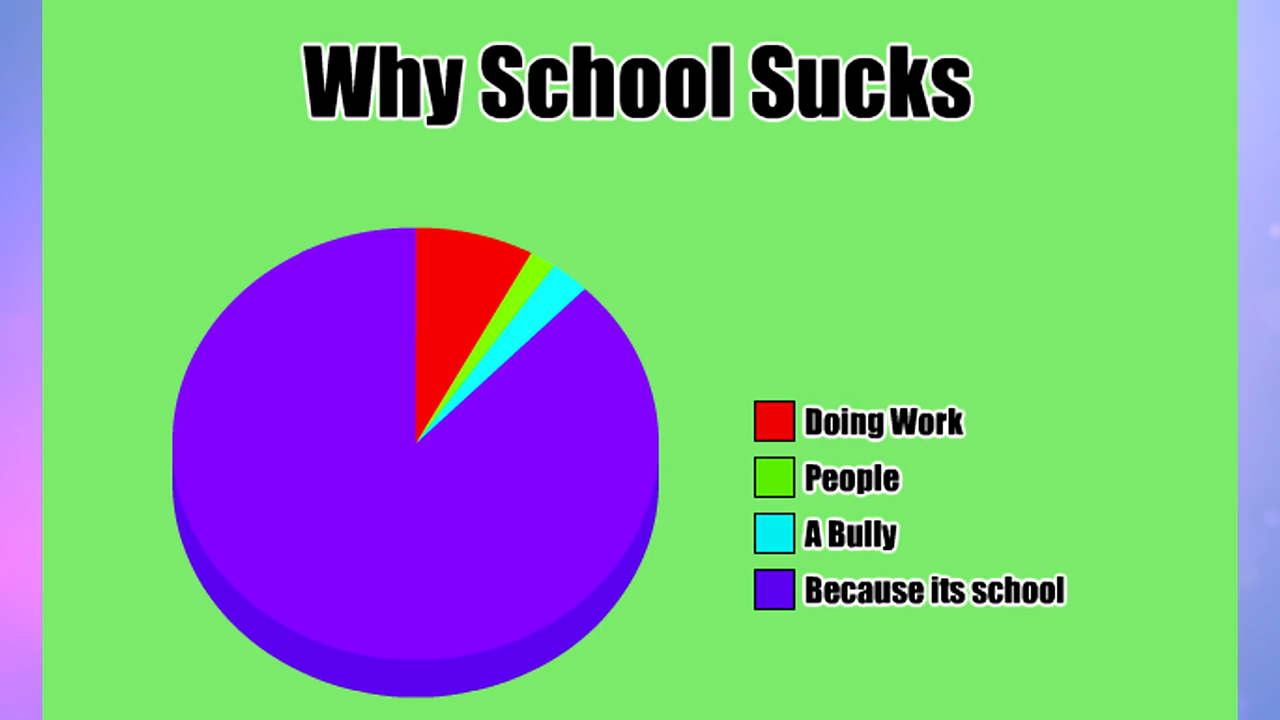 Why School Sucks
Doing Work
People
A Bully
Because its school